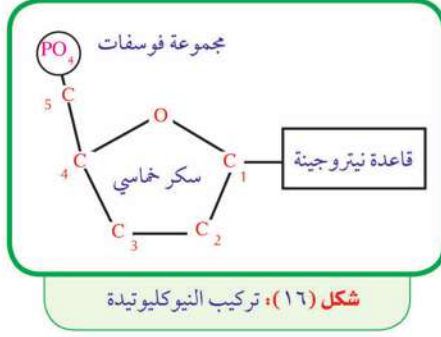 مجموعة فوسفات
PO4
5 C
O
4 C
C 1
قاعدة نيتروجينة
سكر خماسي
C 3
C 2
شكل (١٦): تركيب النيوكليوتيدة